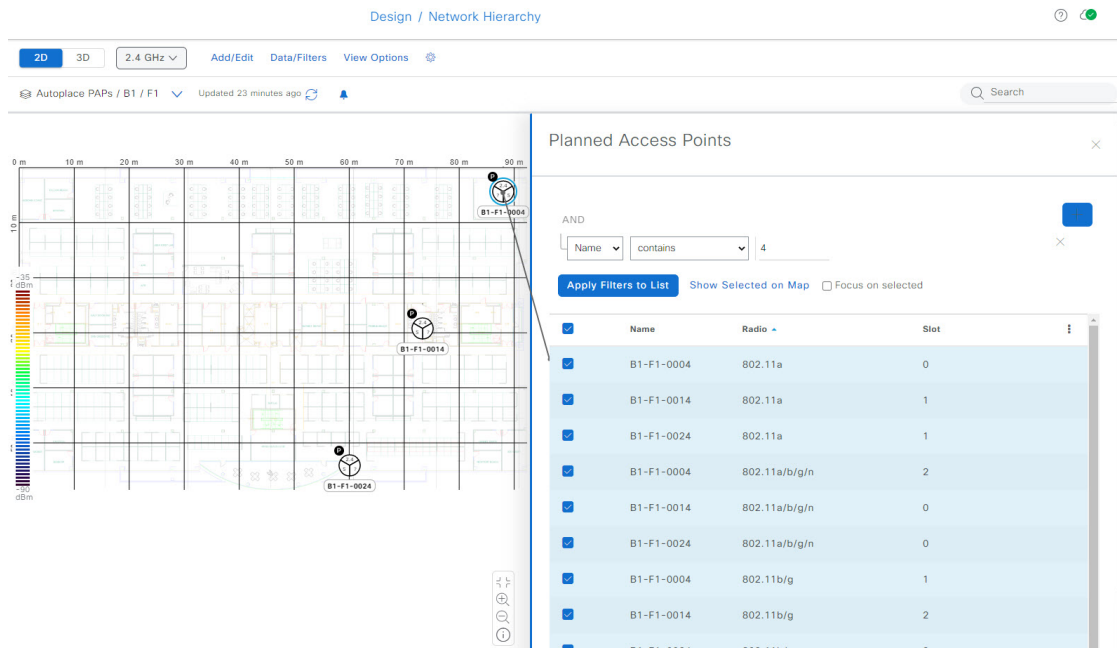 Design / Network Hierarchy
2D 3D 2.4 GHz Add/Edit Data/Filters View Options
Autoplace PAPs / B1 / F1 Updated 23 minutes ago Search
Planned Access Points
0 m 10 m 20 m 30 m 40 m 50 m 60 m 70 m 80 m 90 m
P
B1-F1-0004
10 m
AND
Name contains 4
-35
dBm
Apply Filters to List Show Selected on Map Focus on selected
P
B1-F1-0014
Name Radio Slot
B1-F1-0004 802.11a 0
B1-F1-0014 802.11a 1
B1-F1-0024 802.11a 1
P
B1-F1-0024
-90
dBm
B1-F1-0004 802.11a/b/g/n 2
B1-F1-0014 802.11a/b/g/n 0
B1-F1-0024 802.11a/b/g/n 0
B1-F1-0004 802.11b/g 1
B1-F1-0014 802.11b/g 2